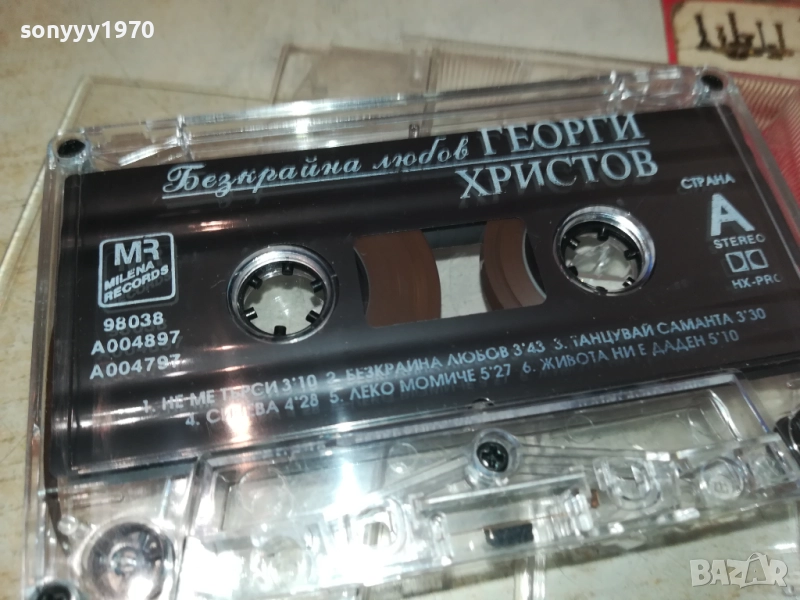 sonyyy1970
Безкрайна любов ГЕОРГИ
ХРИСТОВ
СТРАНА
A
STEREO
HX-PRO
MR
MILENA
RECORDS
98038
A004897
A004797
1. НЕ МЕ ТЪРСИ 3'10 2. БЕЗКРАЙНА ЛЮБОВ 3'43 3. ТАНЦУВАЙ САМАНТА 3'30
4. 4'28 5. ЛЕКО МОМИЧЕ 5'27 6. ЖИВОТА НИ Е ДАДЕН 5'10
BAZAR